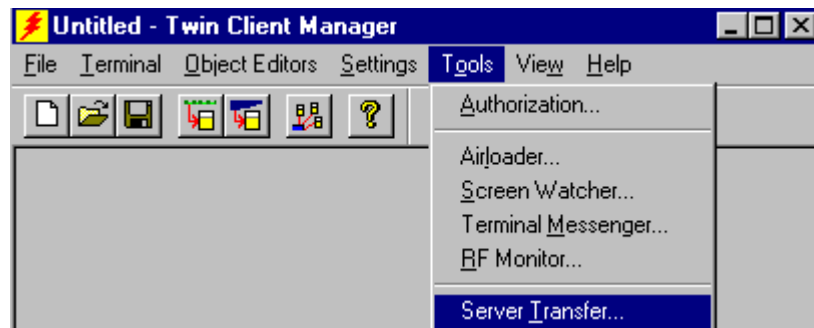 Untitled - Twin Client Manager
File Terminal Object Editors Settings Tools View Help
Authorization...
Airloader...
Screen Watcher...
Terminal Messenger...
RF Monitor...
Server Transfer...